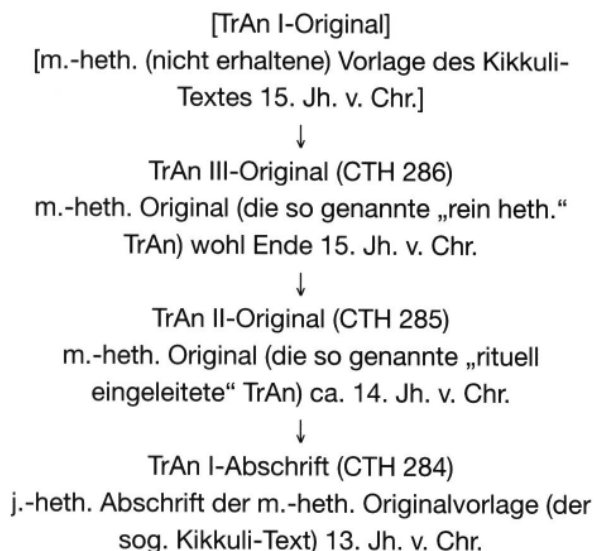 [TrAn I-Original]
[m.-heth. (nicht erhaltene) Vorlage des Kikkuli-
Textes 15. Jh. v. Chr.]
↓
TrAn III-Original (CTH 286)
m.-heth. Original (die so genannte „rein heth.“
TrAn) wohl Ende 15. Jh. v. Chr.
↓
TrAn II-Original (CTH 285)
m.-heth. Original (die so genannte „rituell
eingeleitete“ TrAn) ca. 14. Jh. v. Chr.
↓
TrAn I-Abschrift (CTH 284)
j.-heth. Abschrift der m.-heth. Originalvorlage (der
sog. Kikkuli-Text) 13. Jh. v. Chr.